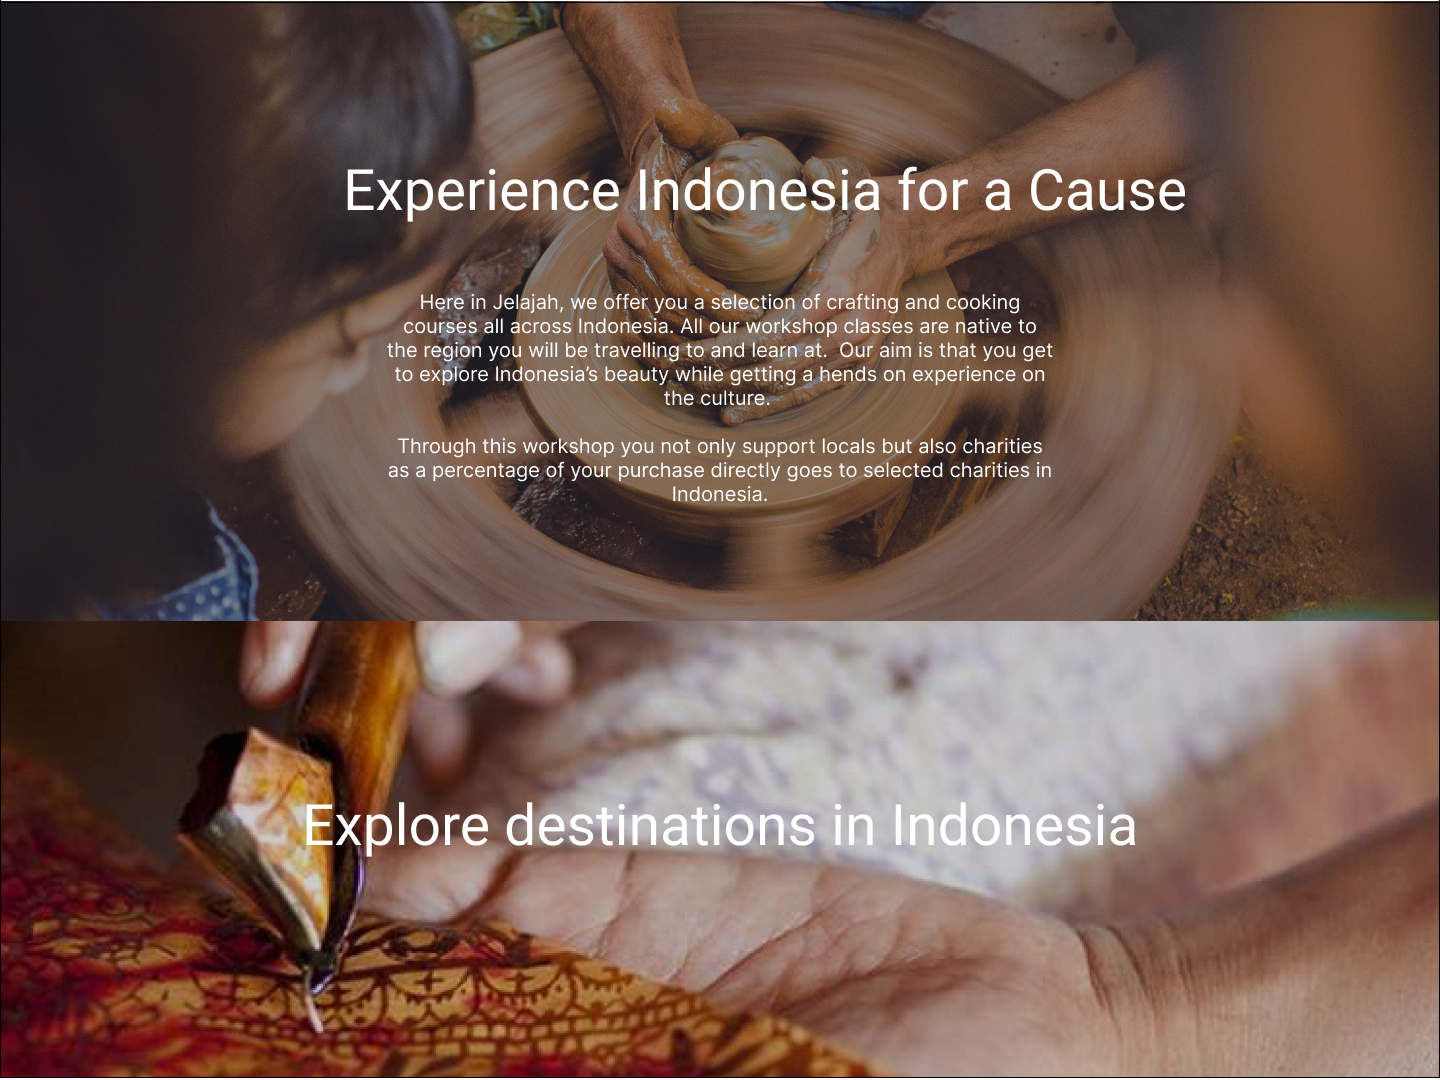 Experience Indonesia for a Cause
Here in Jelajah, we offer you a selection of crafting and cooking
courses all across Indonesia. All our workshop classes are native to
the region you will be travelling to and learn at.  Our aim is that you get
to explore Indonesia’s beauty while getting a hends on experience on
the culture.
Through this workshop you not only support locals but also charities
as a percentage of your purchase directly goes to selected charities in
Indonesia.
Explore destinations in Indonesia